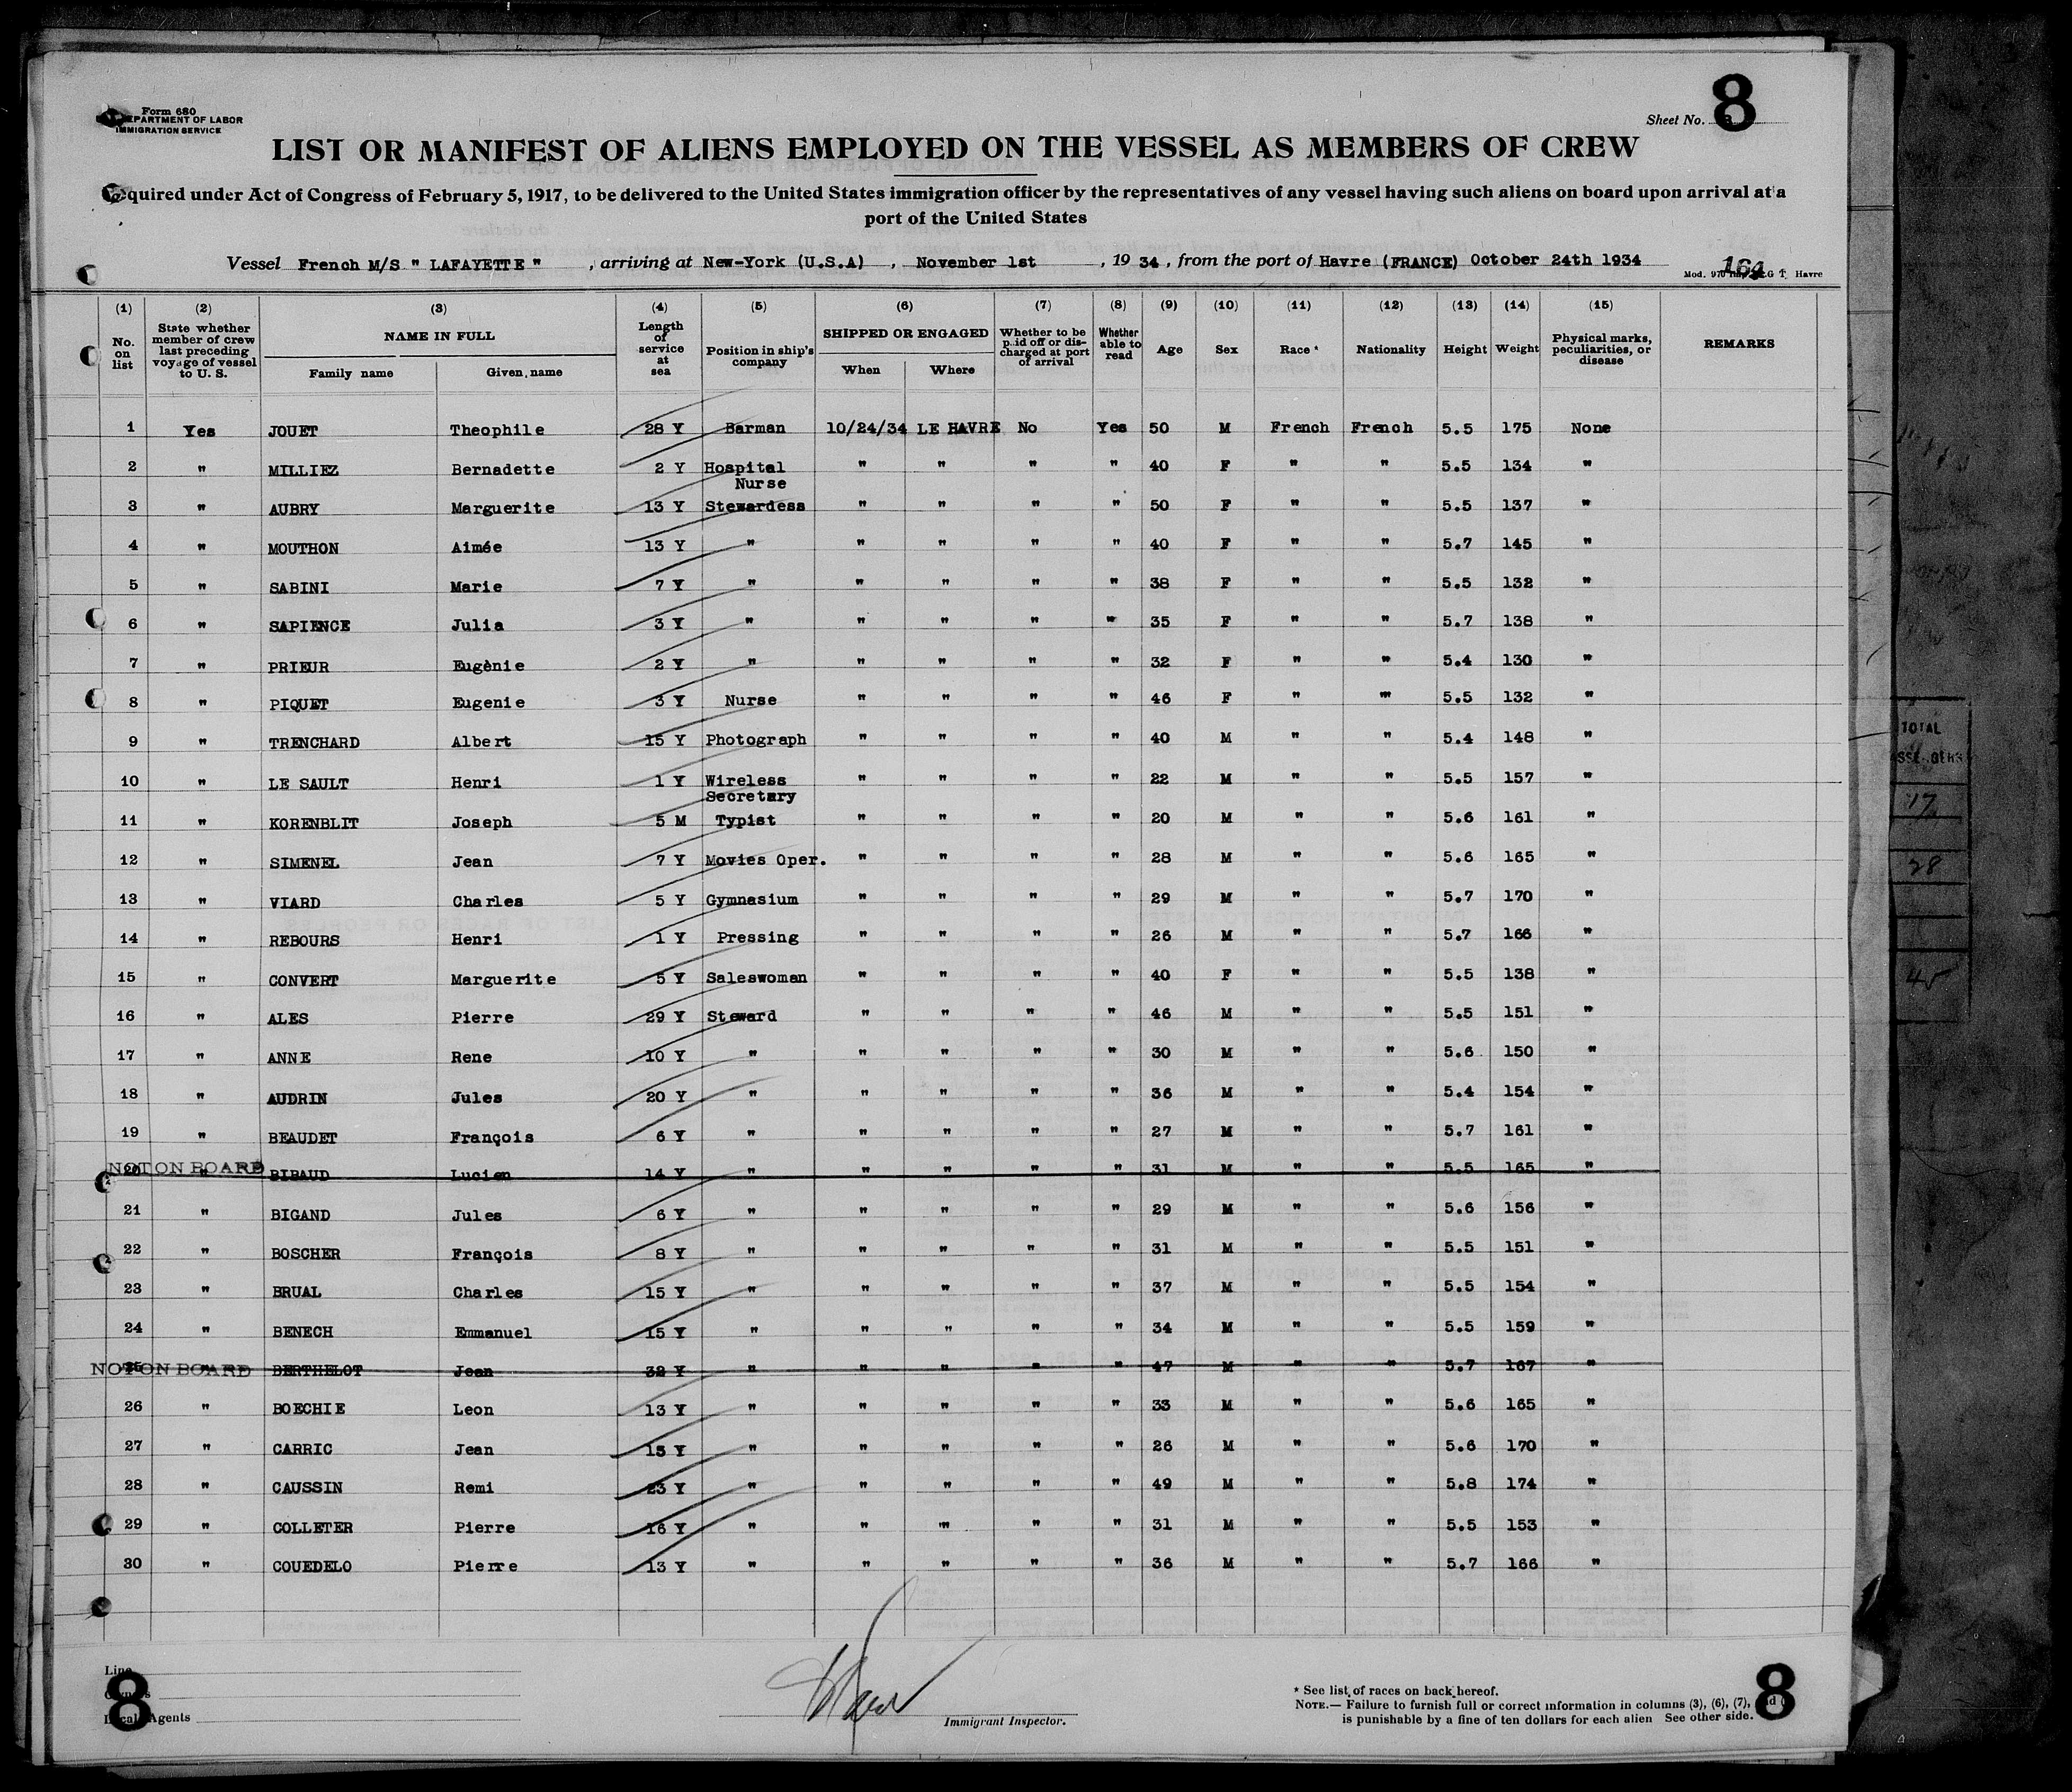 Form 680
DEPARTMENT OF LABOR
IMMIGRATION SERVICE
Sheet No. 8
LIST OR MANIFEST OF ALIENS EMPLOYED ON THE VESSEL AS MEMBERS OF CREW
Required under Act of Congress of February 5, 1917, to be delivered to the United States immigration officer by the representatives of any vessel having such aliens on board upon arrival at a
port of the United States
Vessel French M/S " LAFAYETTE " , arriving at New-York (U.S.A) , November 1st , 19 34 , from the port of Havre (FRANCE) October 24th 1934
164
Havre
(1) (2) (3) (4) (5) (6) (7) (8) (9) (10) (11) (12) (13) (14) (15)
No. on list State whether member of crew last preceding voyage of vessel to U. S. NAME IN FULL Family name Given name Length of service at sea Position in ship's company SHIPPED OR ENGAGED When Where Whether to be paid off or discharged at port of arrival Whether able to read Age Sex Race * Nationality Height Weight Physical marks, peculiarities, or disease REMARKS
1 Yes JOUET Theophile 28 Y Barman 10/24/34 LE HAVRE No Yes 50 M French French 5.5 175 None
2 " MILLIEZ Bernadette 2 Y Hospital Nurse " " " " 40 F " " 5.5 134 "
3 " AUBRY Marguerite 13 Y Stewardess " " " " 50 F " " 5.5 137 "
4 " MOUTHON Aimée 13 Y " " " " " 40 F " " 5.7 145 "
5 " SABINI Marie 7 Y " " " " " 38 F " " 5.5 132 "
6 " SAPIENCE Julia 3 Y " " " " " 35 F " " 5.7 138 "
7 " PRIEUR Eugènie 2 Y " " " " " 32 F " " 5.4 130 "
8 " PIQUET Eugenie 3 Y Nurse " " " " 46 F " " 5.5 132 "
9 " TRENCHARD Albert 15 Y Photograph " " " " 40 M " " 5.4 148 "
10 " LE SAULT Henri 1 Y Wireless " " " " 22 M " " 5.5 157 "
Secretary
11 " KORENBLIT Joseph 5 M Typist " " " " 20 M " " 5.6 161 "
12 " SIMENEL Jean 7 Y Movies Oper. " " " " 28 M " " 5.6 165 "
13 " VIARD Charles 5 Y Gymnasium " " " " 29 M " " 5.7 170 "
14 " REBOURS Henri 1 Y Pressing " " " " 26 M " " 5.7 166 "
15 " CONVERT Marguerite 5 Y Saleswoman " " " " 40 F " " 5.5 138 "
16 " ALES Pierre 29 Y Steward " " " " 46 M " " 5.5 151 "
17 " ANNE Rene 10 Y " " " " " 30 M " " 5.6 150 "
18 " AUDRIN Jules 20 Y " " " " " 36 M " " 5.4 154 "
19 " BEAUDET François 6 Y " " " " " 27 M " " 5.7 161 "
NOT ON BOARD 20 " BIBAUD Lucien 14 Y " " " " " 31 M " " 5.5 165 "
21 " BIGAND Jules 6 Y " " " " " 29 M " " 5.6 156 "
22 " BOSCHER François 8 Y " " " " " 31 M " " 5.5 151 "
23 " BRUAL Charles 15 Y " " " " " 37 M " " 5.5 154 "
24 " BENECH Emmanuel 15 Y " " " " " 34 M " " 5.5 159 "
NOT ON BOARD 25 " BERTHELOT Jean 32 Y " " " " " 47 M " " 5.7 167 "
26 " BOECHIE Leon 13 Y " " " " " 33 M " " 5.6 165 "
27 " CARRIC Jean 15 Y " " " " " 26 M " " 5.6 170 "
28 " CAUSSIN Remi 23 Y " " " " " 49 M " " 5.8 174 "
29 " COLLETER Pierre 16 Y " " " " " 31 M " " 5.5 153 "
30 " COUEDELO Pierre 13 Y " " " " " 36 M " " 5.7 166 "
Line
Owners
Local Agents
8
Immigrant Inspector.
* See list of races on back hereof.
NOTE.— Failure to furnish full or correct information in columns (3), (6), (7),
is punishable by a fine of ten dollars for each alien See other side.
8
TOTAL
17
28
45